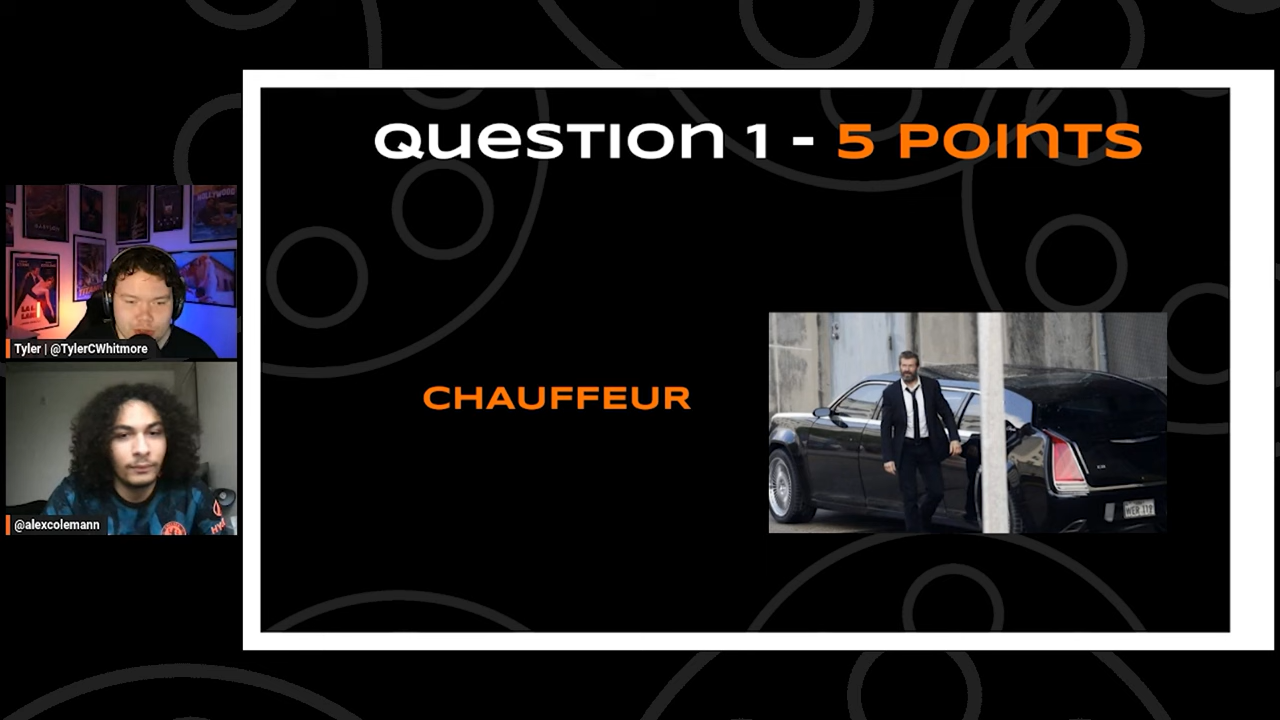 QUESTION 1 - 5 POINTS
CHAUFFEUR
Tyler | @TylerCWhitmore
@alexcolemann